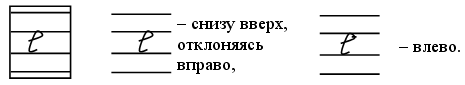 – снизу вверх,
отклоняясь
вправо,
– влево.